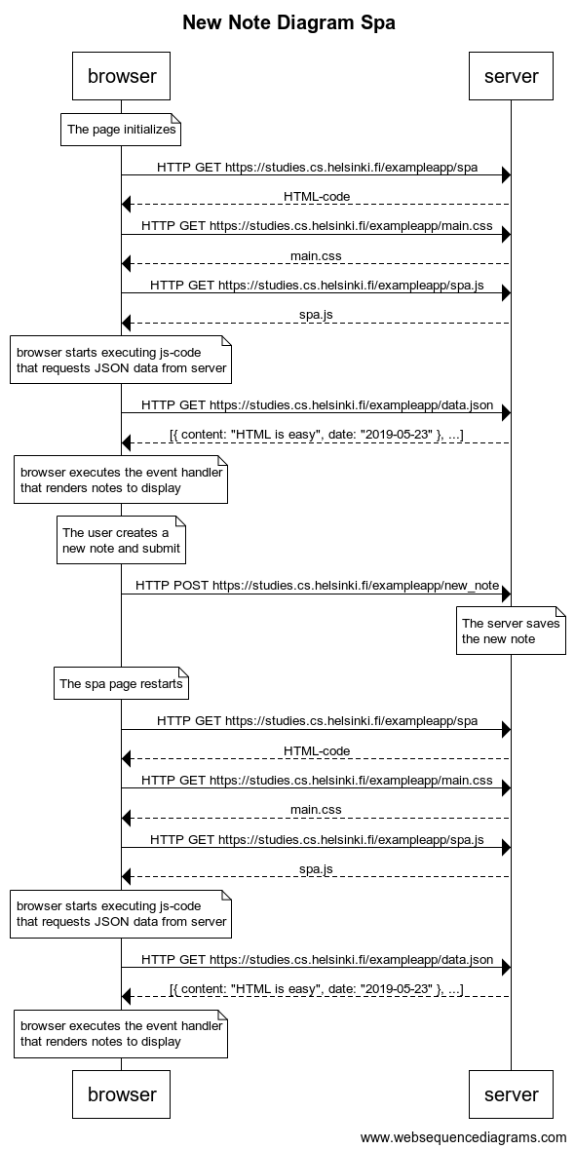 New Note Diagram Spa
browser
server
The page initializes
HTTP GET https://studies.cs.helsinki.fi/exampleapp/spa
HTML-code
HTTP GET https://studies.cs.helsinki.fi/exampleapp/main.css
main.css
HTTP GET https://studies.cs.helsinki.fi/exampleapp/spa.js
spa.js
browser starts executing js-code
that requests JSON data from server
HTTP GET https://studies.cs.helsinki.fi/exampleapp/data.json
[{ content: "HTML is easy", date: "2019-05-23" }, ...]
browser executes the event handler
that renders notes to display
The user creates a
new note and submit
HTTP POST https://studies.cs.helsinki.fi/exampleapp/new_note
The server saves
the new note
The spa page restarts
HTTP GET https://studies.cs.helsinki.fi/exampleapp/spa
HTML-code
HTTP GET https://studies.cs.helsinki.fi/exampleapp/main.css
main.css
HTTP GET https://studies.cs.helsinki.fi/exampleapp/spa.js
spa.js
browser starts executing js-code
that requests JSON data from server
HTTP GET https://studies.cs.helsinki.fi/exampleapp/data.json
[{ content: "HTML is easy", date: "2019-05-23" }, ...]
browser executes the event handler
that renders notes to display
browser
server
www.websequencediagrams.com